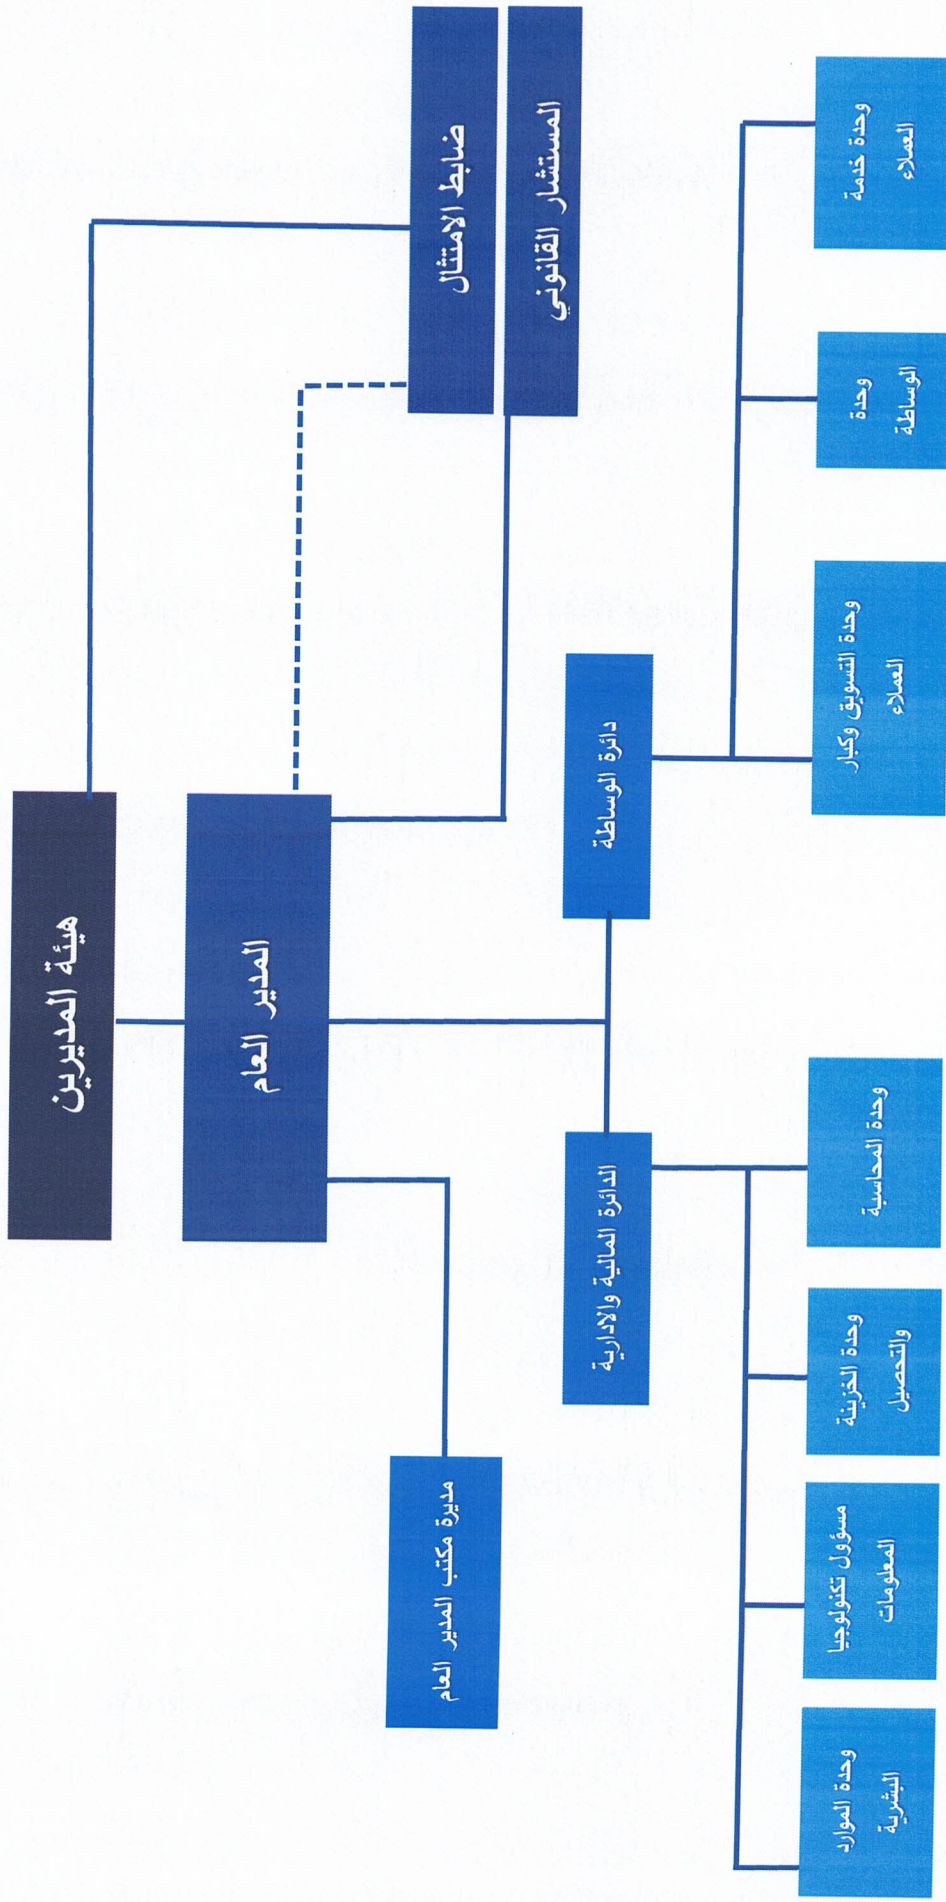 هيئة المديرين
المدير العام
ضابط الامتثال
المستشار القانوني
مديرة مكتب المدير العام
دائرة الوساطة
الدائرة المالية والادارية
وحدة خدمة
العملاء
وحدة
الوساطة
وحدة التسويق وكبار
العملاء
وحدة المحاسبة
وحدة الخزينة
والتحصيل
مسؤول تكنولوجيا
المعلومات
وحدة الموارد
البشرية